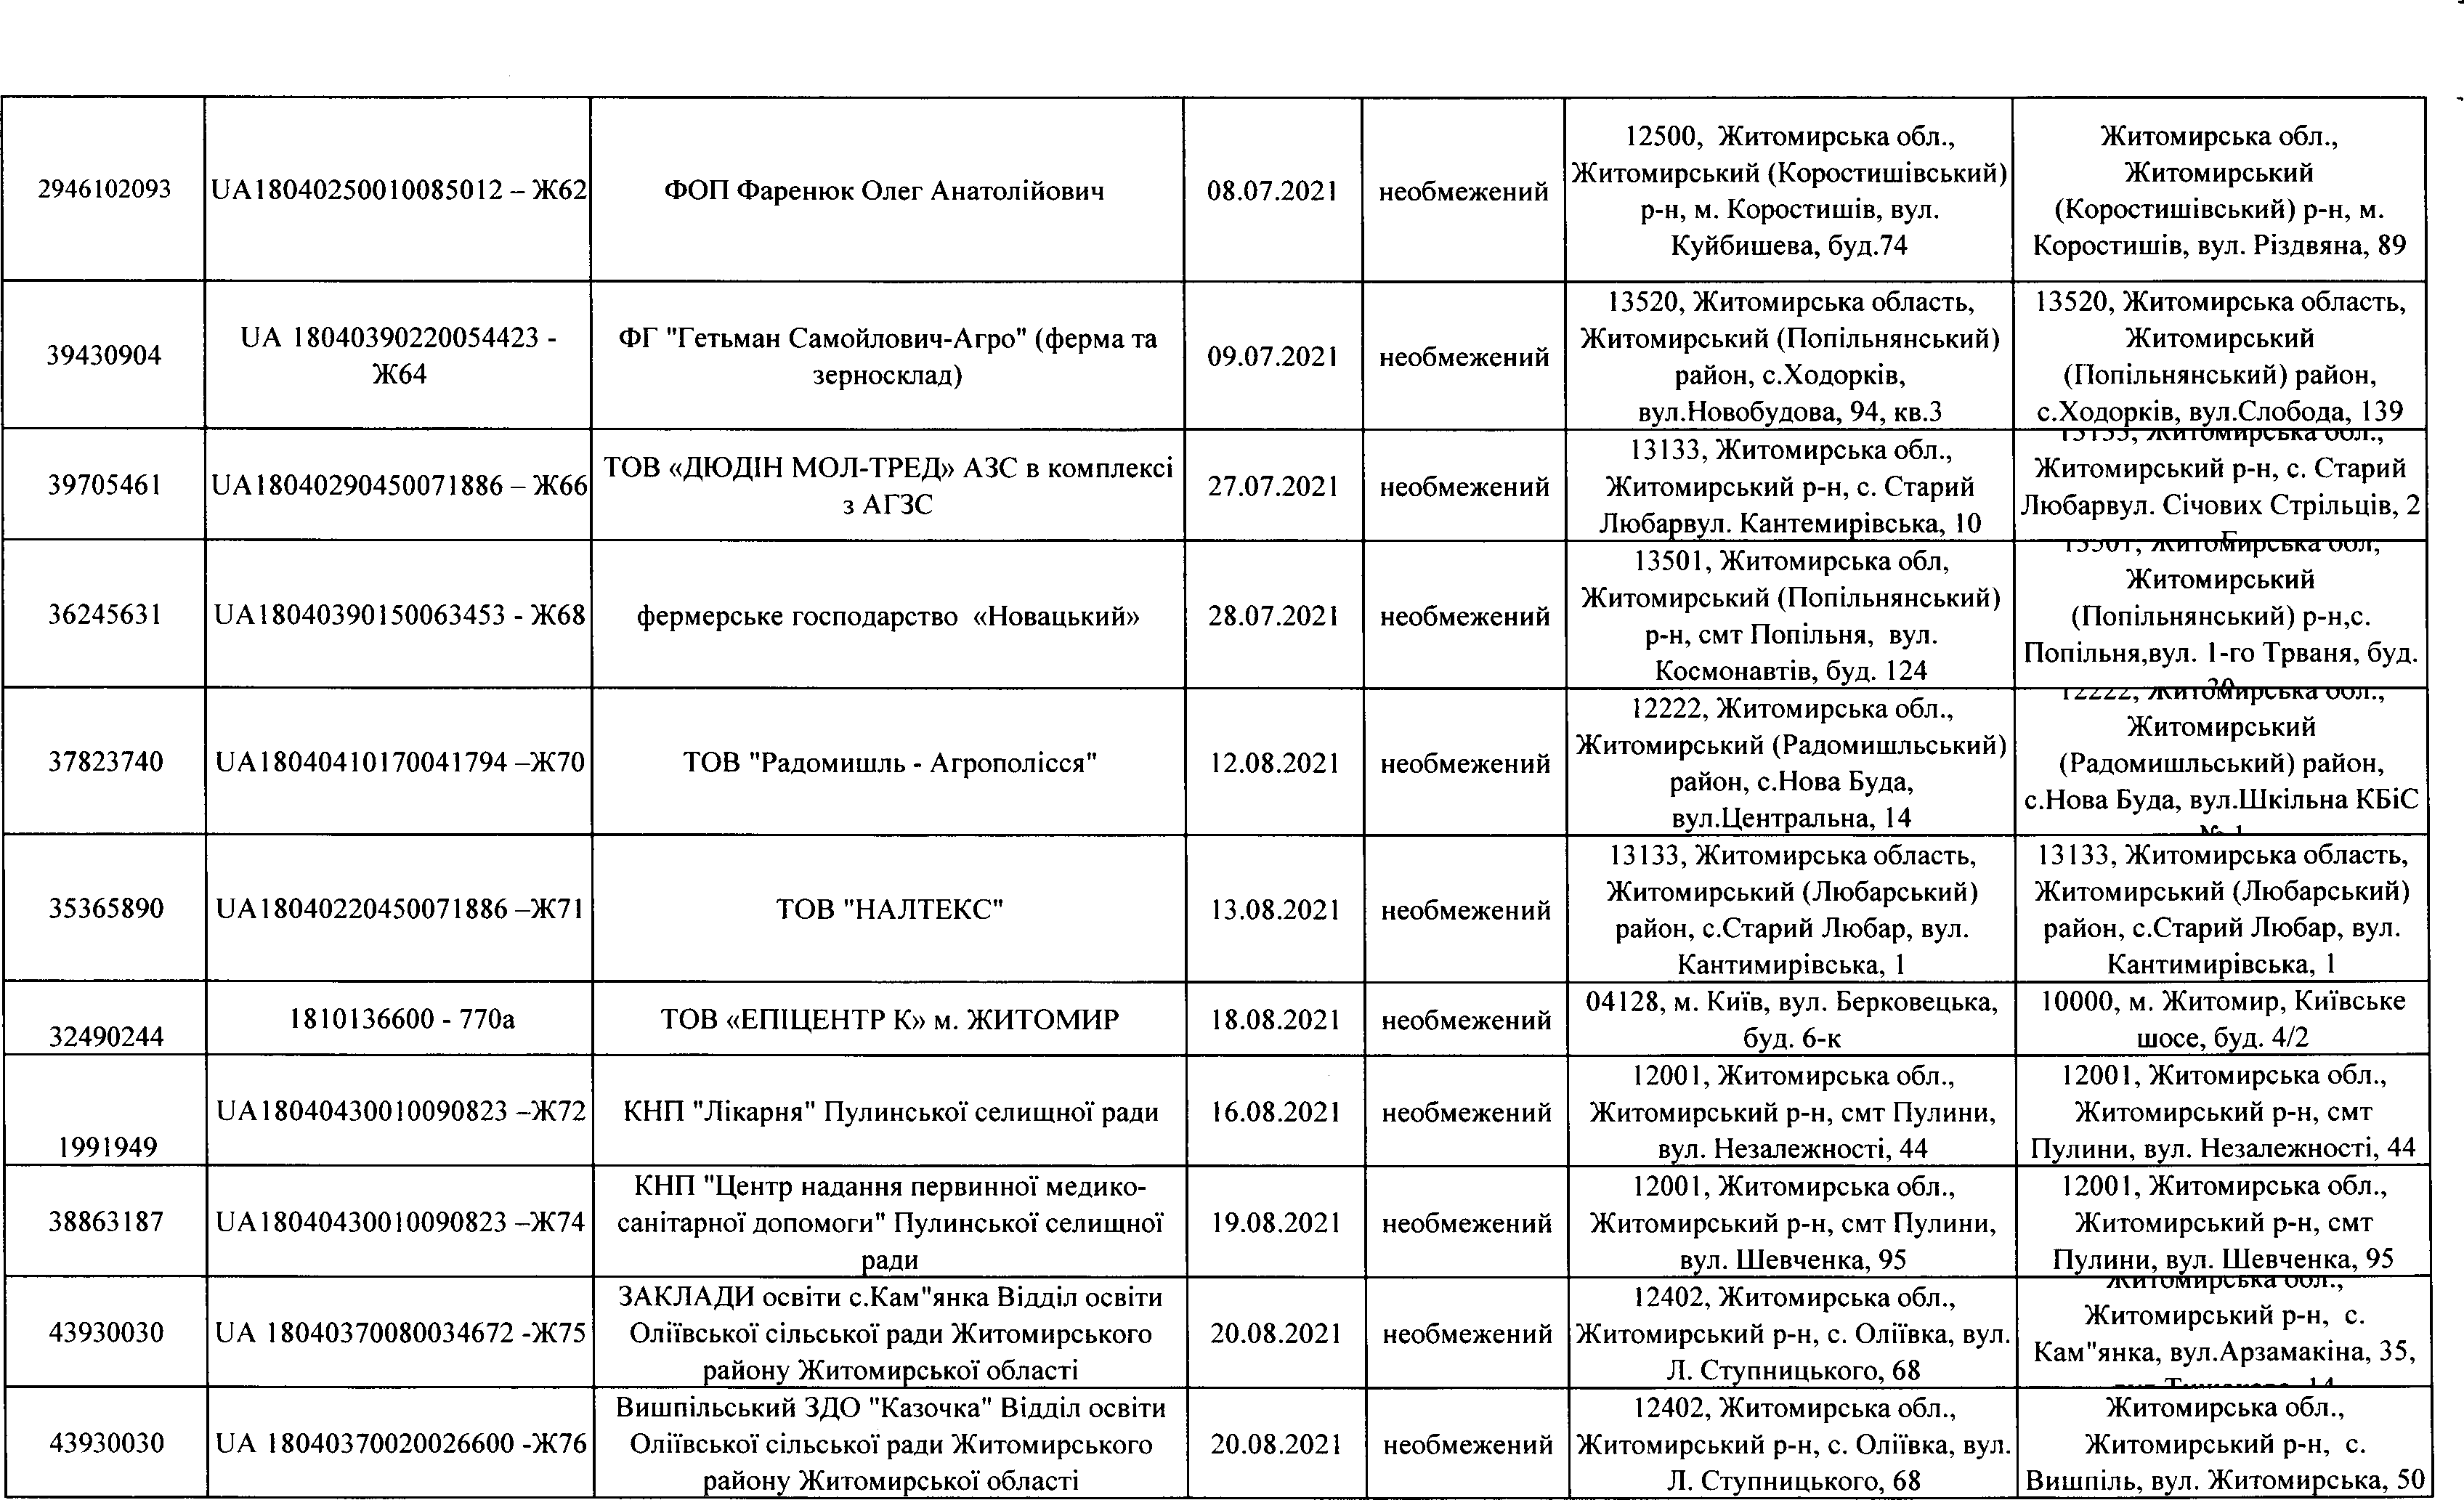 2946102093
UA18040250010085012 – Ж62
ФОП Фаренюк Олег Анатолійович
08.07.2021
необмежений
12500, Житомирська обл.,
Житомирський (Коростишівський)
р-н, м. Коростишів, вул.
Куйбишева, буд.74
Житомирська обл.,
Житомирський
(Коростишівський) р-н, м.
Коростишів, вул. Різдвяна, 89
39430904
UA 18040390220054423 -
Ж64
ФГ "Гетьман Самойлович-Агро" (ферма та
зерносклад)
09.07.2021
необмежений
13520, Житомирська область,
Житомирський (Попільнянський)
район, с.Ходорків,
вул.Новобудова, 94, кв.3
13520, Житомирська область,
Житомирський
(Попільнянський) район,
с.Ходорків, вул.Слобода, 139
39705461
UA18040290450071886 – Ж66
ТОВ «ДЮДІН МОЛ-ТРЕД» АЗС в комплексі
з АГЗС
27.07.2021
необмежений
13133, Житомирська обл.,
Житомирський р-н, с. Старий
Любарвул. Кантемирівська, 10
13133, Житомирська обл.,
Житомирський р-н, с. Старий
Любарвул. Січових Стрільців, 2
36245631
UA18040390150063453 - Ж68
фермерське господарство «Новацький»
28.07.2021
необмежений
13501, Житомирська обл,
Житомирський (Попільнянський)
р-н, смт Попільня, вул.
Космонавтів, буд. 124
13501, Житомирська обл,
Житомирський
(Попільнянський) р-н,с.
Попільня,вул. 1-го Трваня, буд.
37823740
UA18040410170041794 –Ж70
ТОВ "Радомишль - Агрополісся"
12.08.2021
необмежений
12222, Житомирська обл.,
Житомирський (Радомишльський)
район, с.Нова Буда,
вул.Центральна, 14
12222, Житомирська обл.,
Житомирський
(Радомишльський) район,
с.Нова Буда, вул.Шкільна КБіС
№ 1
35365890
UA18040220450071886 –Ж71
ТОВ "НАЛТЕКС"
13.08.2021
необмежений
13133, Житомирська область,
Житомирський (Любарський)
район, с.Старий Любар, вул.
Кантимирівська, 1
13133, Житомирська область,
Житомирський (Любарський)
район, с.Старий Любар, вул.
Кантимирівська, 1
32490244
1810136600 - 770а
ТОВ «ЕПІЦЕНТР К» м. ЖИТОМИР
18.08.2021
необмежений
04128, м. Київ, вул. Берковецька,
буд. 6-к
10000, м. Житомир, Київське
шосе, буд. 4/2
1991949
UA18040430010090823 –Ж72
КНП "Лікарня" Пулинської селищної ради
16.08.2021
необмежений
12001, Житомирська обл.,
Житомирський р-н, смт Пулини,
вул. Незалежності, 44
12001, Житомирська обл.,
Житомирський р-н, смт
Пулини, вул. Незалежності, 44
38863187
UA18040430010090823 –Ж74
КНП "Центр надання первинної медико-
санітарної допомоги" Пулинської селищної
ради
19.08.2021
необмежений
12001, Житомирська обл.,
Житомирський р-н, смт Пулини,
вул. Шевченка, 95
12001, Житомирська обл.,
Житомирський р-н, смт
Пулини, вул. Шевченка, 95
43930030
UA 18040370080034672 -Ж75
ЗАКЛАДИ освіти с.Кам"янка Відділ освіти
Оліївської сільської ради Житомирського
району Житомирської області
20.08.2021
необмежений
12402, Житомирська обл.,
Житомирський р-н, с. Оліївка, вул.
Л. Ступницького, 68
Житомирська обл.,
Житомирський р-н, с.
Кам"янка, вул.Арзамакіна, 35,
43930030
UA 18040370020026600 -Ж76
Вишпільський ЗДО "Казочка" Відділ освіти
Оліївської сільської ради Житомирського
району Житомирської області
20.08.2021
необмежений
12402, Житомирська обл.,
Житомирський р-н, с. Оліївка, вул.
Л. Ступницького, 68
Житомирська обл.,
Житомирський р-н, с.
Вишпіль, вул. Житомирська, 50